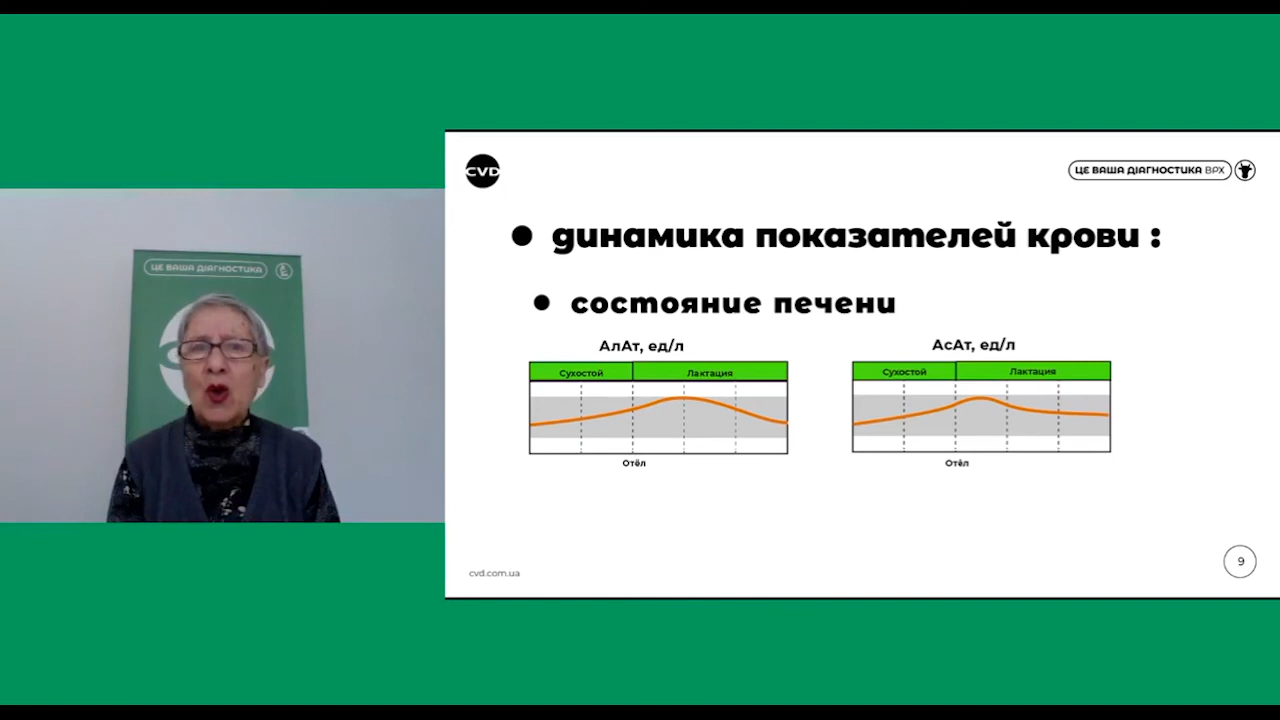 ЦЕ ВАША ДІАГНОСТИКА
CVD
ЦЕ ВАША ДІАГНОСТИКА ВРХ
динамика показателей крови :
состояние печени
АлАт, ед/л
Сухостой Лактация
Отёл
АсАт, ед/л
Сухостой Лактация
Отёл
cvd.com.ua
9